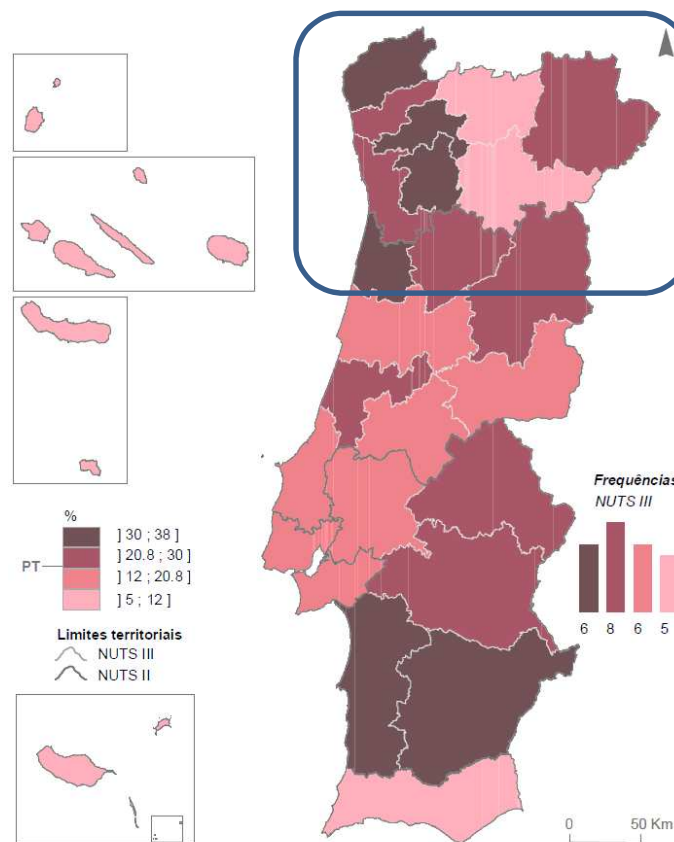 %
] 30 ; 38 ]
] 20.8 ; 30 ]
PT
] 12 ; 20.8 ]
] 5 ; 12 ]
Limites territoriais
NUTS III
NUTS II
Frequências
NUTS III
6 8 6 5
0 50 Km